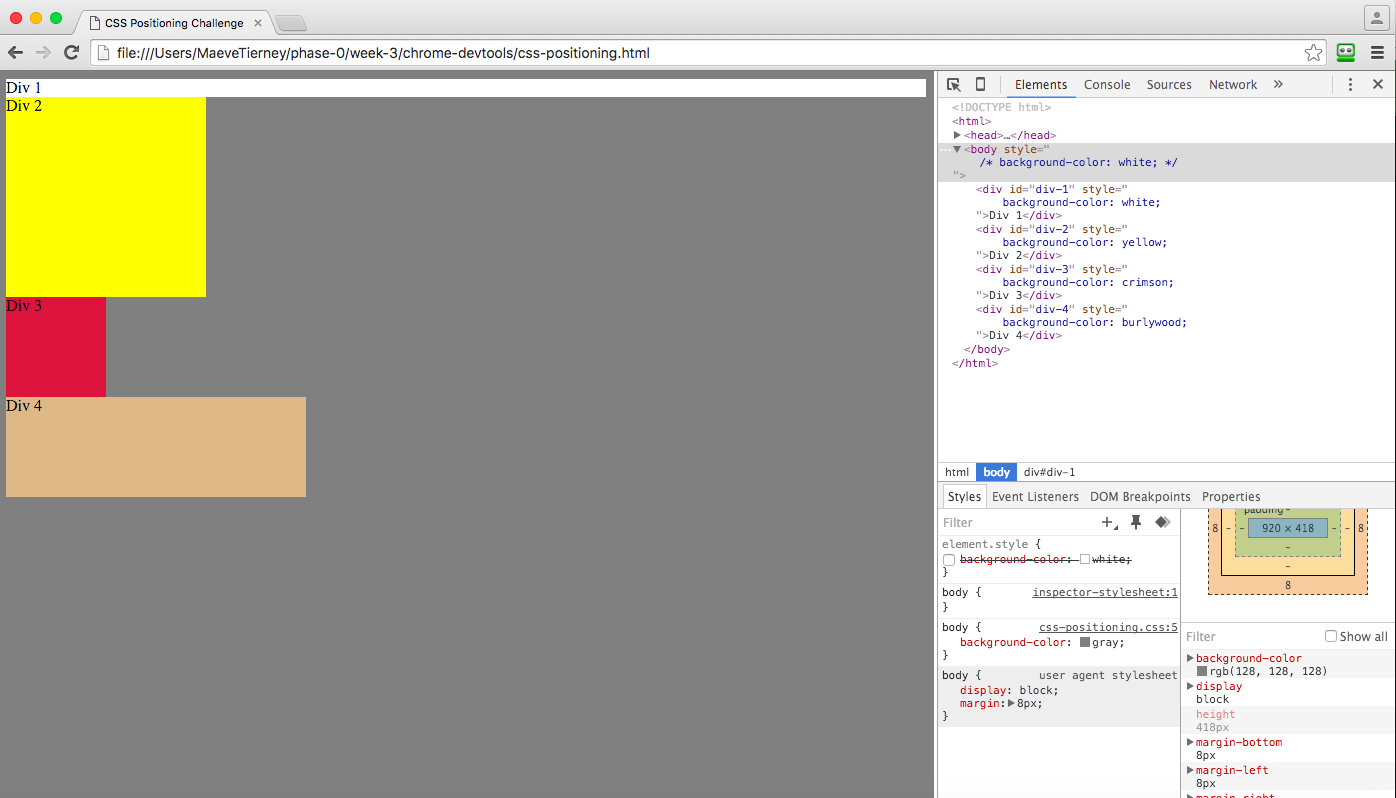 CSS Positioning Challenge
file:///Users/MaeveTierney/phase-0/week-3/chrome-devtools/css-positioning.html
Div 1
Div 2
Div 3
Div 4
Elements Console Sources Network »
<!DOCTYPE html>
<html>
<head>…</head>
<body style="
/* background-color: white; */
">
<div id="div-1" style="
background-color: white;
">Div 1</div>
<div id="div-2" style="
background-color: yellow;
">Div 2</div>
<div id="div-3" style="
background-color: crimson;
">Div 3</div>
<div id="div-4" style="
background-color: burlywood;
">Div 4</div>
</body>
</html>
html body div#div-1
Styles Event Listeners DOM Breakpoints Properties
Filter
element.style {
background-color: white;
}
body { inspector-stylesheet:1
}
body { css-positioning.css:5
background-color: gray;
}
body { user agent stylesheet
display: block;
margin: 8px;
}
padding -
8 - - 920 × 418 - - 8
-
-
8
Filter Show all
background-color
rgb(128, 128, 128)
display
block
height
418px
margin-bottom
8px
margin-left
8px
margin-right